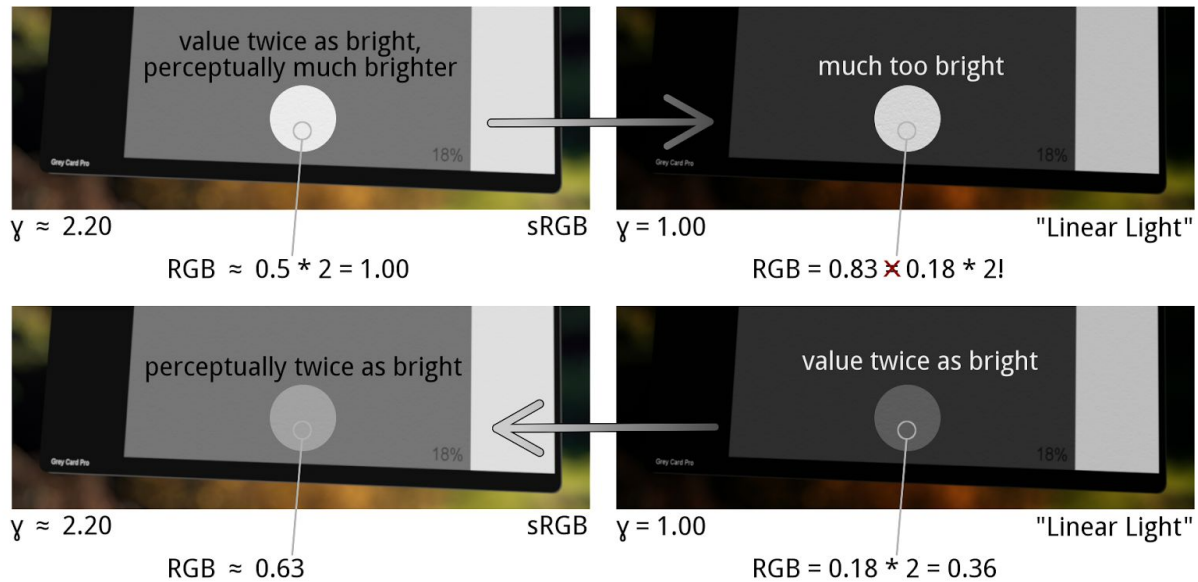 value twice as bright,
perceptually much brighter
18%
Grey Card Pro
ɣ ≈ 2.20
sRGB
RGB ≈ 0.5 * 2 = 1.00
much too bright
18%
Grey Card Pro
ɣ = 1.00
"Linear Light"
RGB = 0.83 = 0.18 * 2!
perceptually twice as bright
18%
Grey Card Pro
ɣ ≈ 2.20
sRGB
RGB ≈ 0.63
value twice as bright
18%
Grey Card Pro
ɣ = 1.00
"Linear Light"
RGB = 0.18 * 2 = 0.36